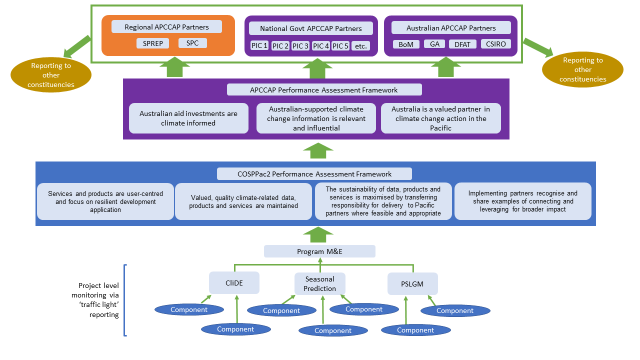 Regional APCCAP Partners
SPREP
SPC
National Govt APCCAP Partners
PIC 1
PIC 2
PIC 3
PIC 4
PIC 5
etc.
Australian APCCAP Partners
BoM
GA
DFAT
CSIRO
Reporting to
other
constituencies
Reporting to
other
constituencies
APCCAP Performance Assessment Framework
Australian aid investments are
climate informed
Australian-supported climate
change information is relevant
and influential
Australia is a valued partner in
climate change action in the
Pacific
COSPPac2 Performance Assessment Framework
Services and products are user-centred
and focus on resilient development
application
Valued, quality climate-related data,
products and services are maintained
The sustainability of data, products and
services is maximised by transferring
responsibility for delivery to Pacific
partners where feasible and appropriate
Implementing partners recognise and
share examples of connecting and
leveraging for broader impact
Program M&E
Project level
monitoring via
'traffic light'
reporting
CliDE
Seasonal
Prediction
PSLGM
Component
Component
Component
Component
Component
Component
Component